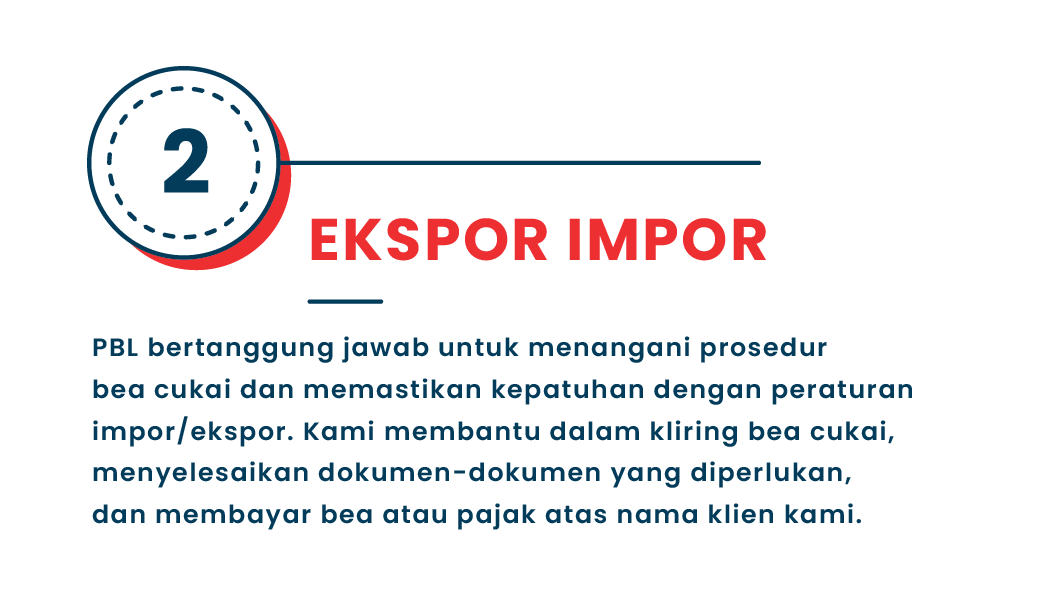 2
EKSPOR IMPOR
PBL bertanggung jawab untuk menangani prosedur
bea cukai dan memastikan kepatuhan dengan peraturan
impor/ekspor. Kami membantu dalam kliring bea cukai,
menyelesaikan dokumen-dokumen yang diperlukan,
dan membayar bea atau pajak atas nama klien kami.